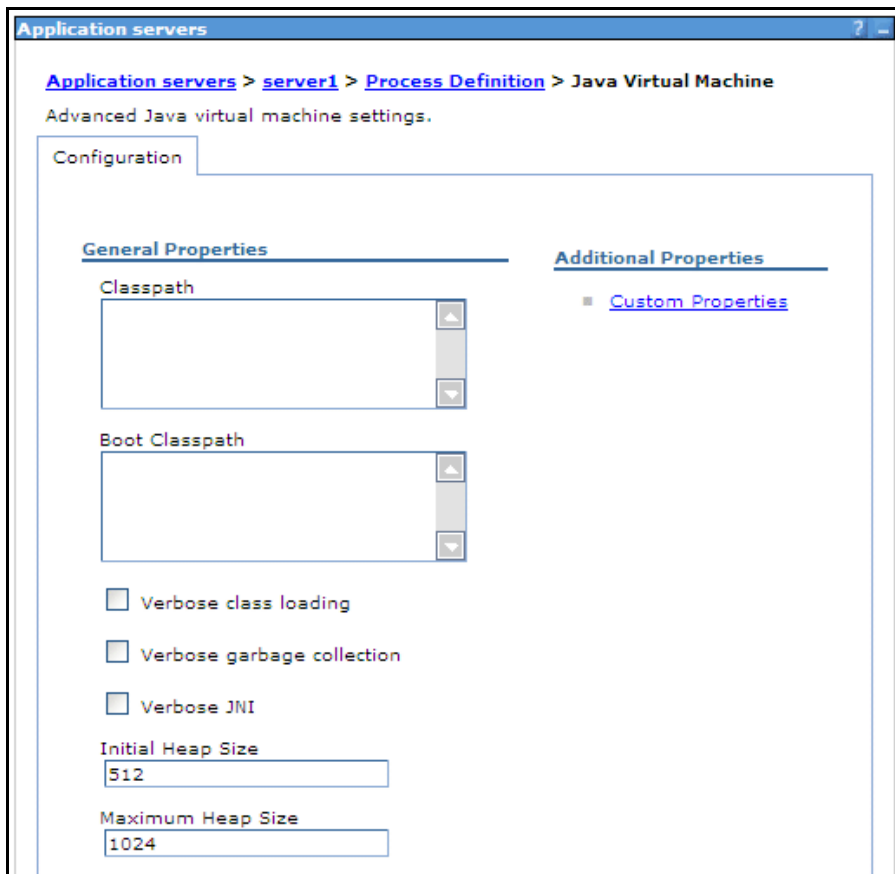 Application servers ? –
Application servers > server1 > Process Definition > Java Virtual Machine
Advanced Java virtual machine settings.
Configuration
General Properties
Additional Properties
Classpath
Custom Properties
Boot Classpath
Verbose class loading
Verbose garbage collection
Verbose JNI
Initial Heap Size
512
Maximum Heap Size
1024